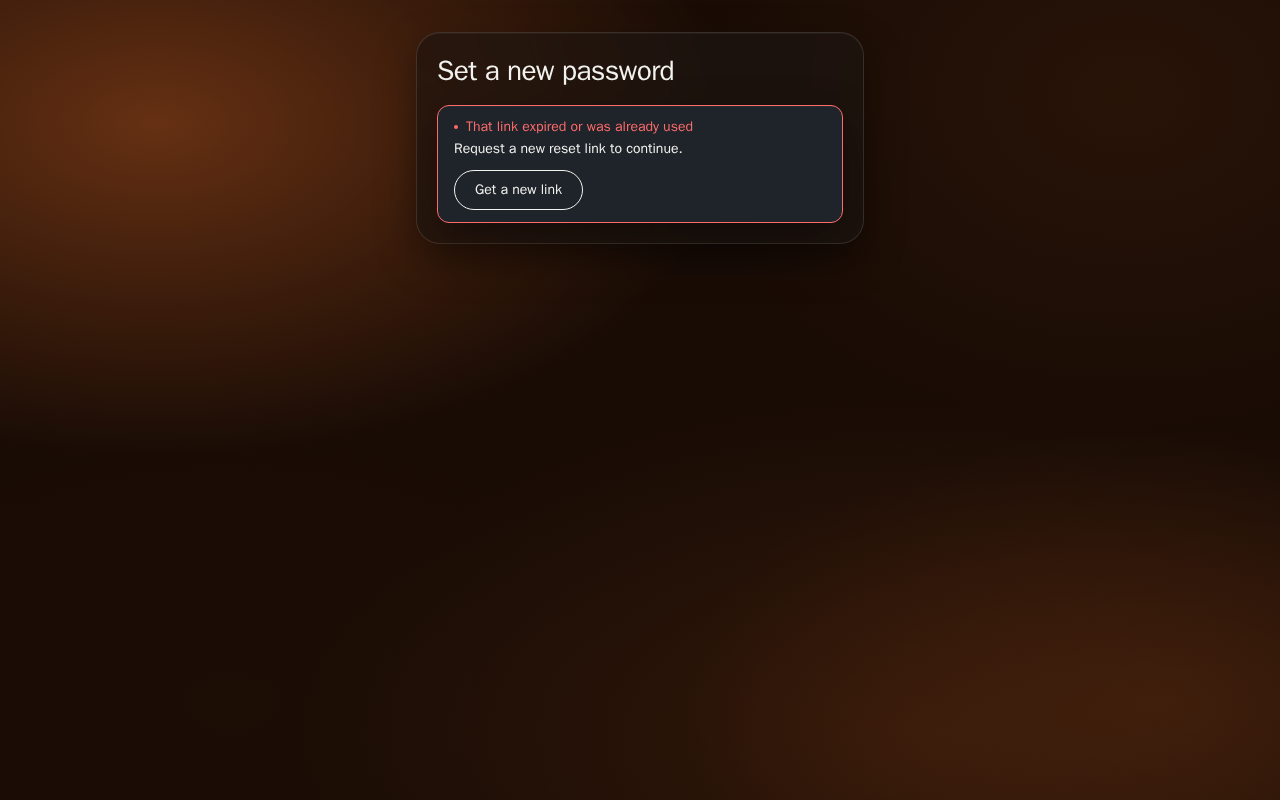 Set a new password
• That link expired or was already used
Request a new reset link to continue.
Get a new link